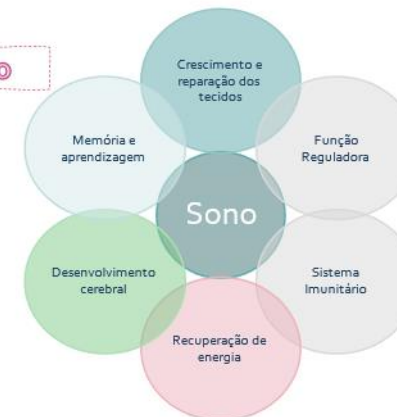 Crescimento e
reparação dos
tecidos
Memória e
aprendizagem
Função
Reguladora
Sono
Desenvolvimento
cerebral
Sistema
Imunitário
Recuperação de
energia